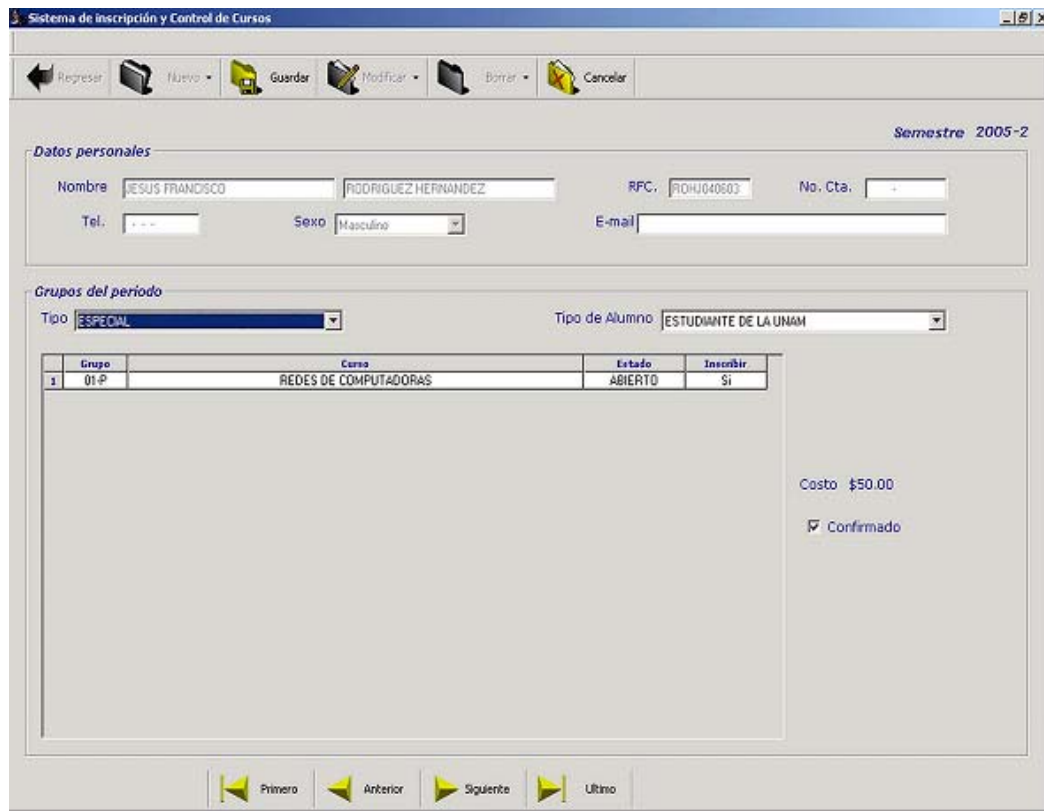 Sistema de inscripción y Control de Cursos
Regresar Nuevo Guardar Modificar Borrar Cancelar
Semestre 2005-2
Datos personales
Nombre JESUS FRANCISCO RODRIGUEZ HERNANDEZ RFC. ROHJ040603 No. Cta. -
Tel. - - - Sexo Masculino E-mail
Grupos del periodo
Tipo ESPECIAL Tipo de Alumno ESTUDIANTE DE LA UNAM
Grupo Curso Estado Inscribir
1 01-P REDES DE COMPUTADORAS ABIERTO Si
Costo $50.00
Confirmado
Primero Anterior Siguiente Ultimo